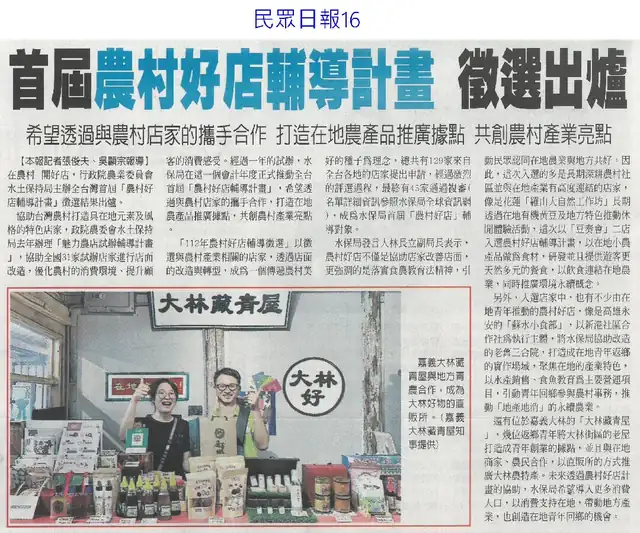 民眾日報16
首屆農村好店輔導計畫 徵選出爐
希望透過與農村店家的攜手合作 打造在地農產品推廣據點 共創農村產業亮點
【本報記者張俊夫、吳顯宗報導】
在農村 開好店，行政院農業委員會
水土保持局主辦全台灣首屆「農村好
店輔導計畫」徵選結果出爐。
協助台灣農村打造具在地元素及風
格的特色店家，政院農委會水土保持
局去年辦理「魅力農店試辦輔導計畫
」，協助全國31家試辦店家進行店面
改造，優化農村的消費環境、提升顧
客的消費感受。經過一年的試辦，水
保局在這一個會計年度正式推動全台
首屆「農村好店輔導計畫」，希望透
過與農村店家的攜手合作，打造在地
農產品推廣據點，共創農村產業亮點
。
「112年農村好店輔導徵選」以徵
選與農村產業相關的店家，透過店面
的改造與轉型，成為一個傳遞農村美
好的種子為理念，總共有129家來自
全台各地的店家提出申請，經過激烈
的評選過程，最終有45家通過複審(
名單詳細資訊參照水保局全球資訊網
)，成為水保局首屆「農村好店」輔
導對象。
水保局發言人林長立副局長表示，
農村好店不僅是協助店家改善店面，
更強調的是落實食農教育法精神，引
動民眾認同在地農業與地方共好。因
此，這次入選的多是長期深耕農村社
區並與在地產業有高度連結的店家，
像是花蓮「羅山大自然工作坊」長期
透過在地有機黃豆及地方特色推動休
閒體驗活動，這次以「豆麥會」二店
入選農村好店輔導計畫，以在地小農
產品做為食材，研發並且提供遊客更
天然多元的餐食，以飲食連結在地農
業，同時推廣環境永續概念。
另外，入選店家中，也有不少由在
地青年推動的農村好店，像是高雄永
安的「蘇水小食部」，以新港社區合
作社為執行主體，將水保局協助改造
的老舊三合院，打造成在地青年返鄉
的實作場域，聚焦在地的產業特色，
以水產銷售、食魚教育為主要營運項
目，引動青年回鄉參與農村事務，推
動「地產地消」的永續農業。
還有位於嘉義大林的「大林藏青屋
」，幾位返鄉青年將大林街區的老屋
打造成青年創業的據點，並且與在地
商家、農民合作，以直販所的方式推
廣大林農特產。未來透過農村好店計
畫的協助，水保局希望導入更多消費
人口，以消費支持在地，帶動地方產
業，也創造在地青年回鄉的機會。
大林藏青屋
大林
好
嘉義大林藏
青屋與地方青
農合作，成為
大林好物的直
販所。（嘉義
大林藏青屋知
事提供）